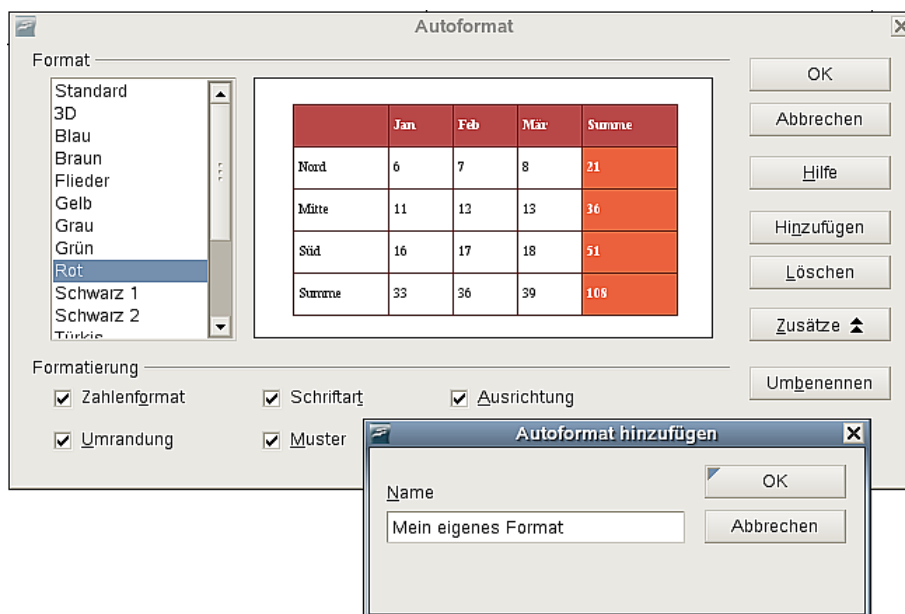 Autoformat
Format
Standard
3D
Blau
Braun
Flieder
Gelb
Grau
Grün
Rot
Schwarz 1
Schwarz 2
Türkis
Jan Feb Mär Summe
Nord 6 7 8 21
Mitte 11 12 13 36
Süd 16 17 18 51
Summe 33 36 39 108
OK
Abbrechen
Hilfe
Hinzufügen
Löschen
Zusätze
Umbenennen
Formatierung
Zahlenformat Schriftart Ausrichtung
Umrandung Muster
Autoformat hinzufügen
Name
Mein eigenes Format
OK
Abbrechen